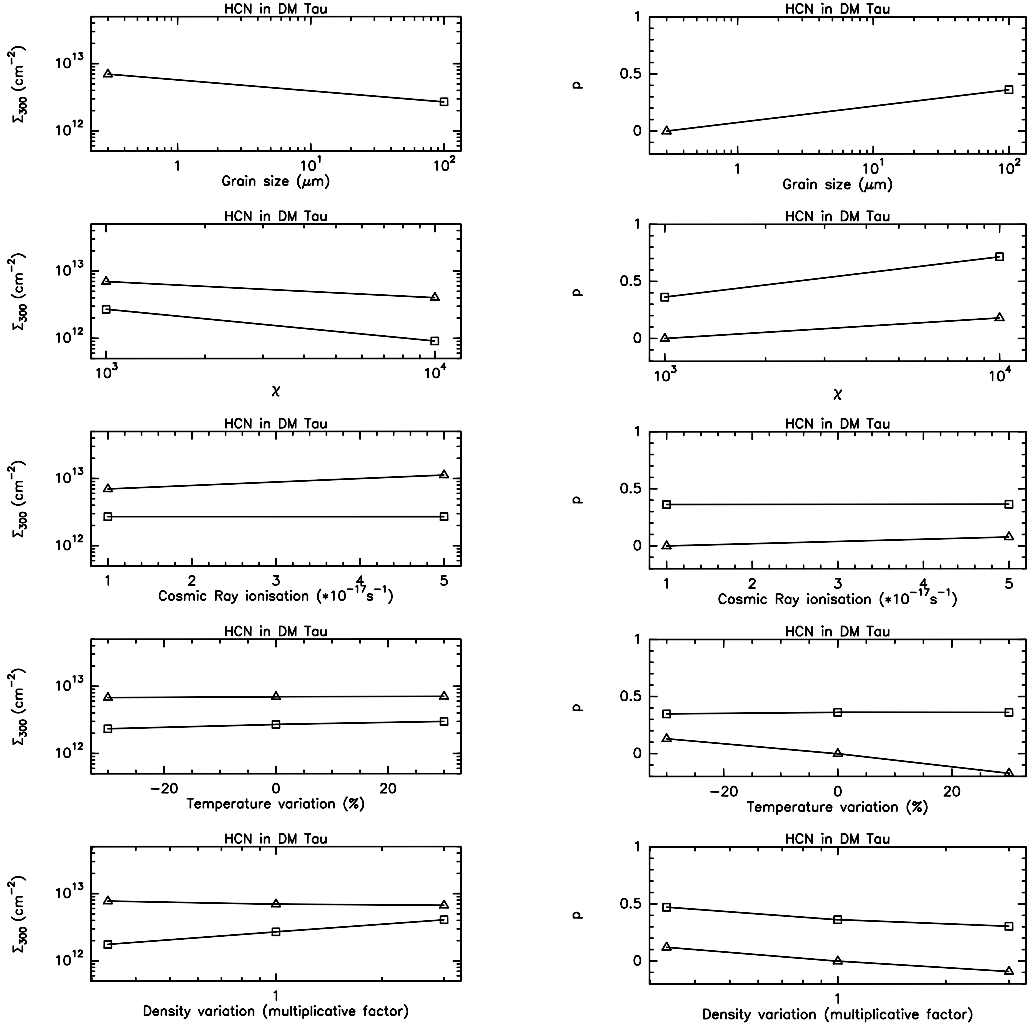 HCN in DM Tau
Σ300 (cm−2)
10^13
10^12
1 10^1 10^2
Grain size (μm)
HCN in DM Tau
p
1
0.5
0
1 10^1 10^2
Grain size (μm)
HCN in DM Tau
Σ300 (cm−2)
10^13
10^12
10^3 10^4
χ
HCN in DM Tau
p
1
0.5
0
10^3 10^4
χ
HCN in DM Tau
Σ300 (cm−2)
10^13
10^12
1 2 3 4 5
Cosmic Ray ionisation (*10−17s−1)
HCN in DM Tau
p
1
0.5
0
1 2 3 4 5
Cosmic Ray ionisation (*10−17s−1)
HCN in DM Tau
Σ300 (cm−2)
10^13
10^12
−20 0 20
Temperature variation (%)
HCN in DM Tau
p
1
0.5
0
−20 0 20
Temperature variation (%)
HCN in DM Tau
Σ300 (cm−2)
10^13
10^12
1
Density variation (multiplicative factor)
HCN in DM Tau
p
1
0.5
0
1
Density variation (multiplicative factor)